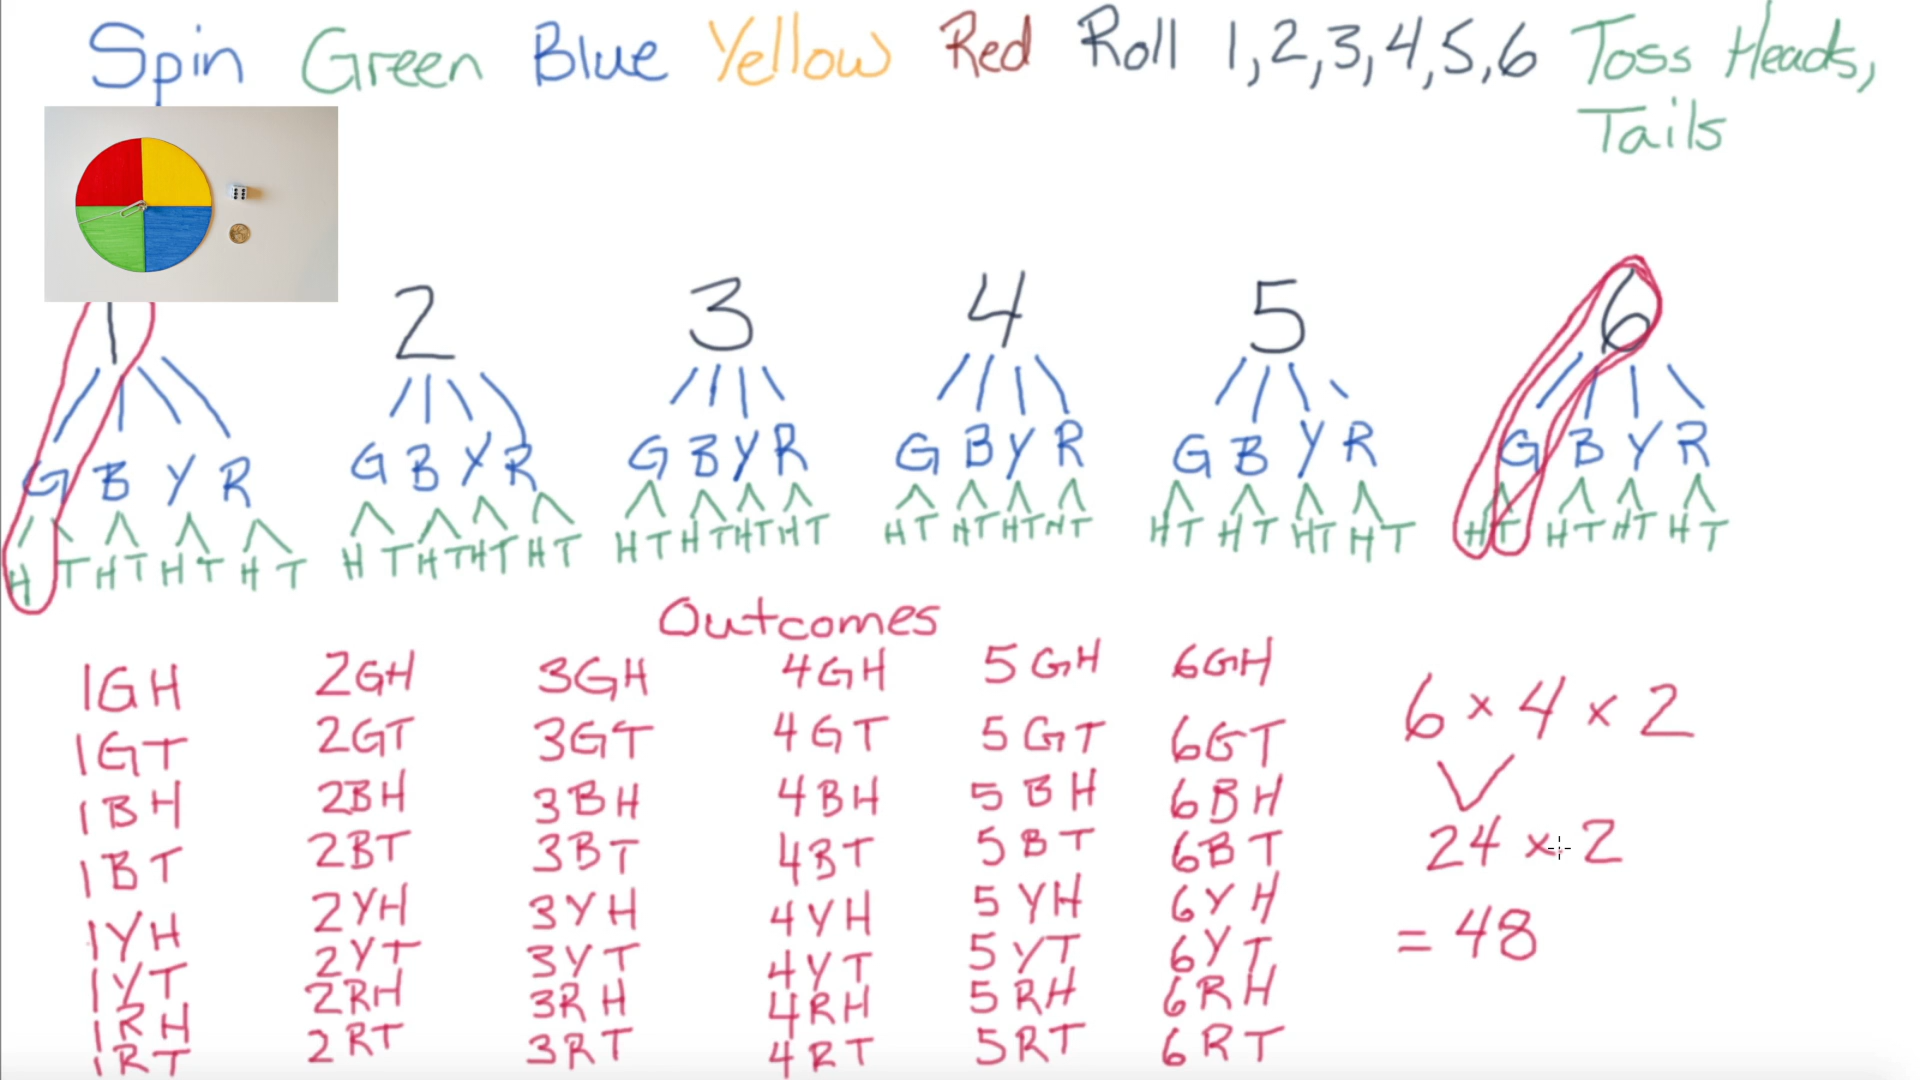 Spin Green Blue Yellow Red Roll 1,2,3,4,5,6 Toss Heads,
Tails
1 2 3 4 5 6
G B Y R G B Y R G B Y R G B Y R G B Y R G B Y R
H T H T H T H T H T H T H T H T H T H T H T H T H T H T H T H T H T H T H T H T H T H T H T H T
Outcomes
1GH 2GH 3GH 4GH 5GH 6GH
1GT 2GT 3GT 4GT 5GT 6GT
1BH 2BH 3BH 4BH 5BH 6BH
1BT 2BT 3BT 4BT 5BT 6BT
1YH 2YH 3YH 4YH 5YH 6YH
1YT 2YT 3YT 4YT 5YT 6YT
1RH 2RH 3RH 4RH 5RH 6RH
1RT 2RT 3RT 4RT 5RT 6RT
6 × 4 × 2
24 × 2
= 48